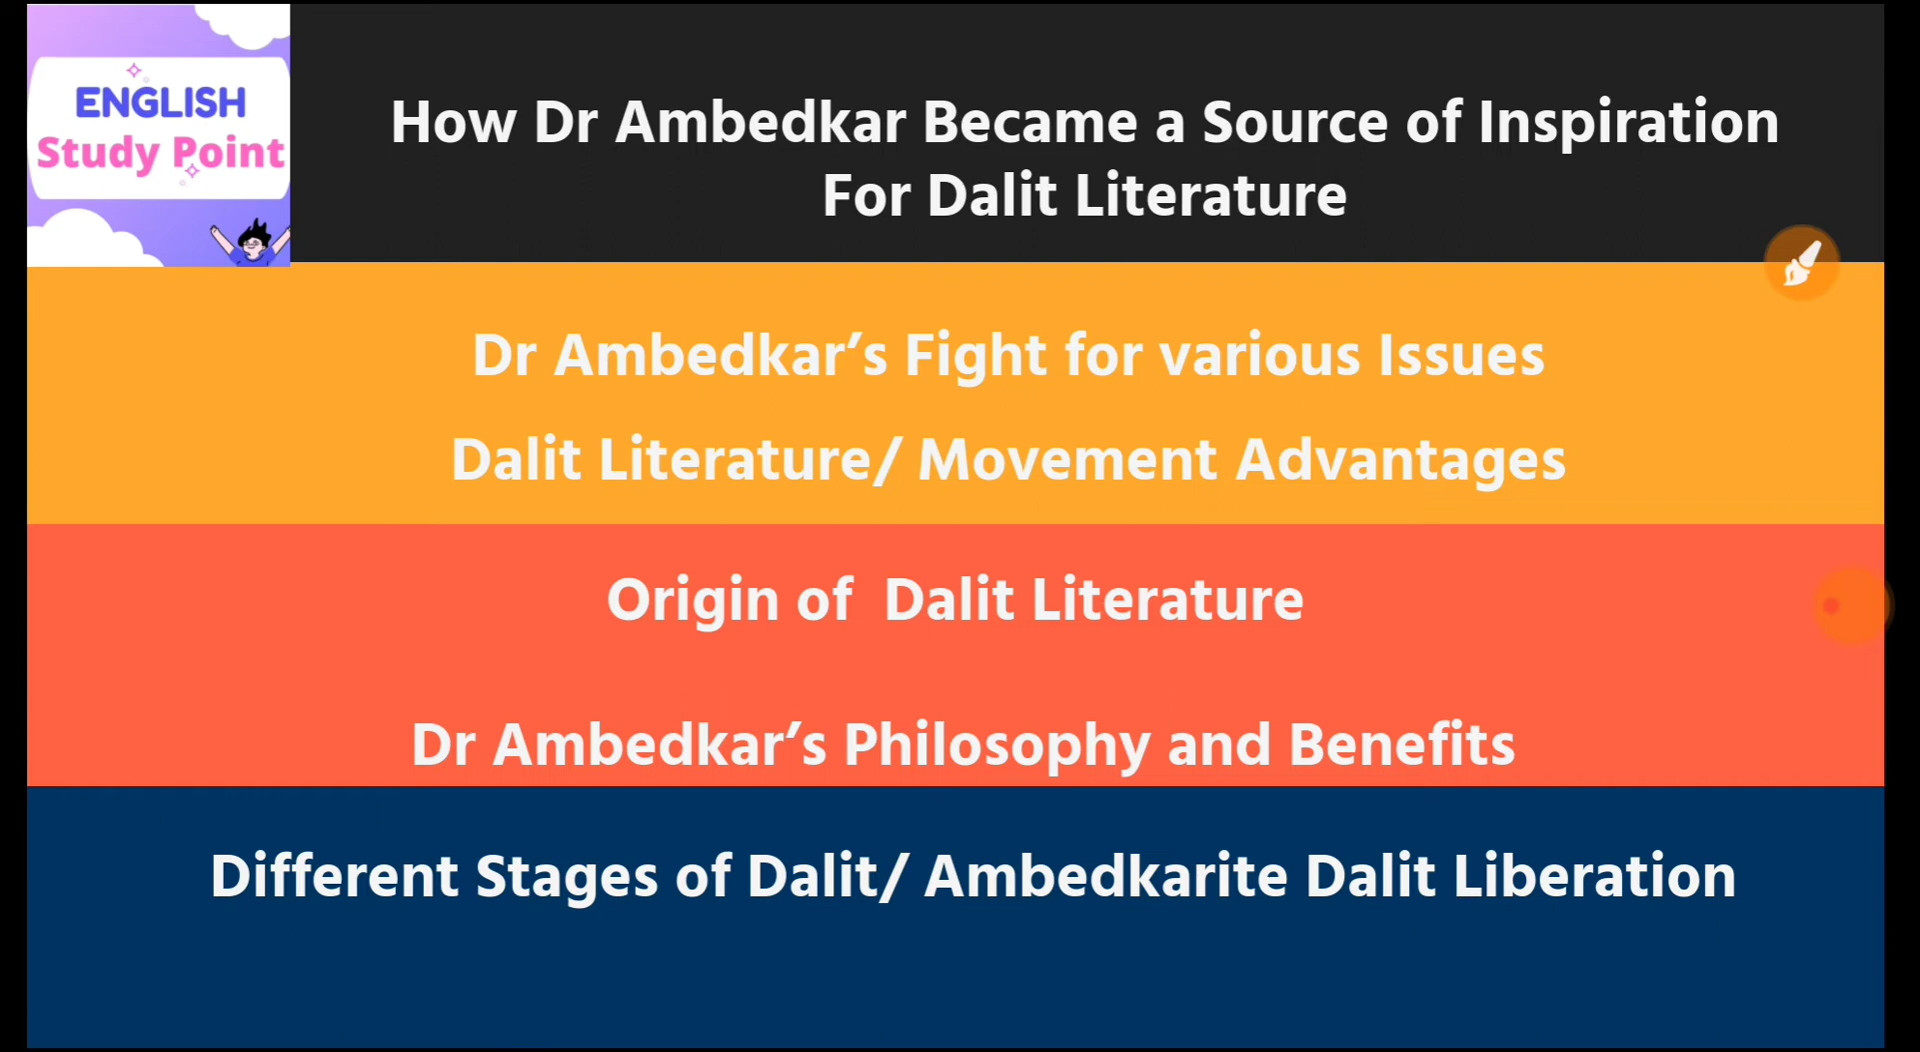 ENGLISH
Study Point
How Dr Ambedkar Became a Source of Inspiration
For Dalit Literature
Dr Ambedkar’s Fight for various Issues
Dalit Literature/ Movement Advantages
Origin of  Dalit Literature
Dr Ambedkar’s Philosophy and Benefits
Different Stages of Dalit/ Ambedkarite Dalit Liberation